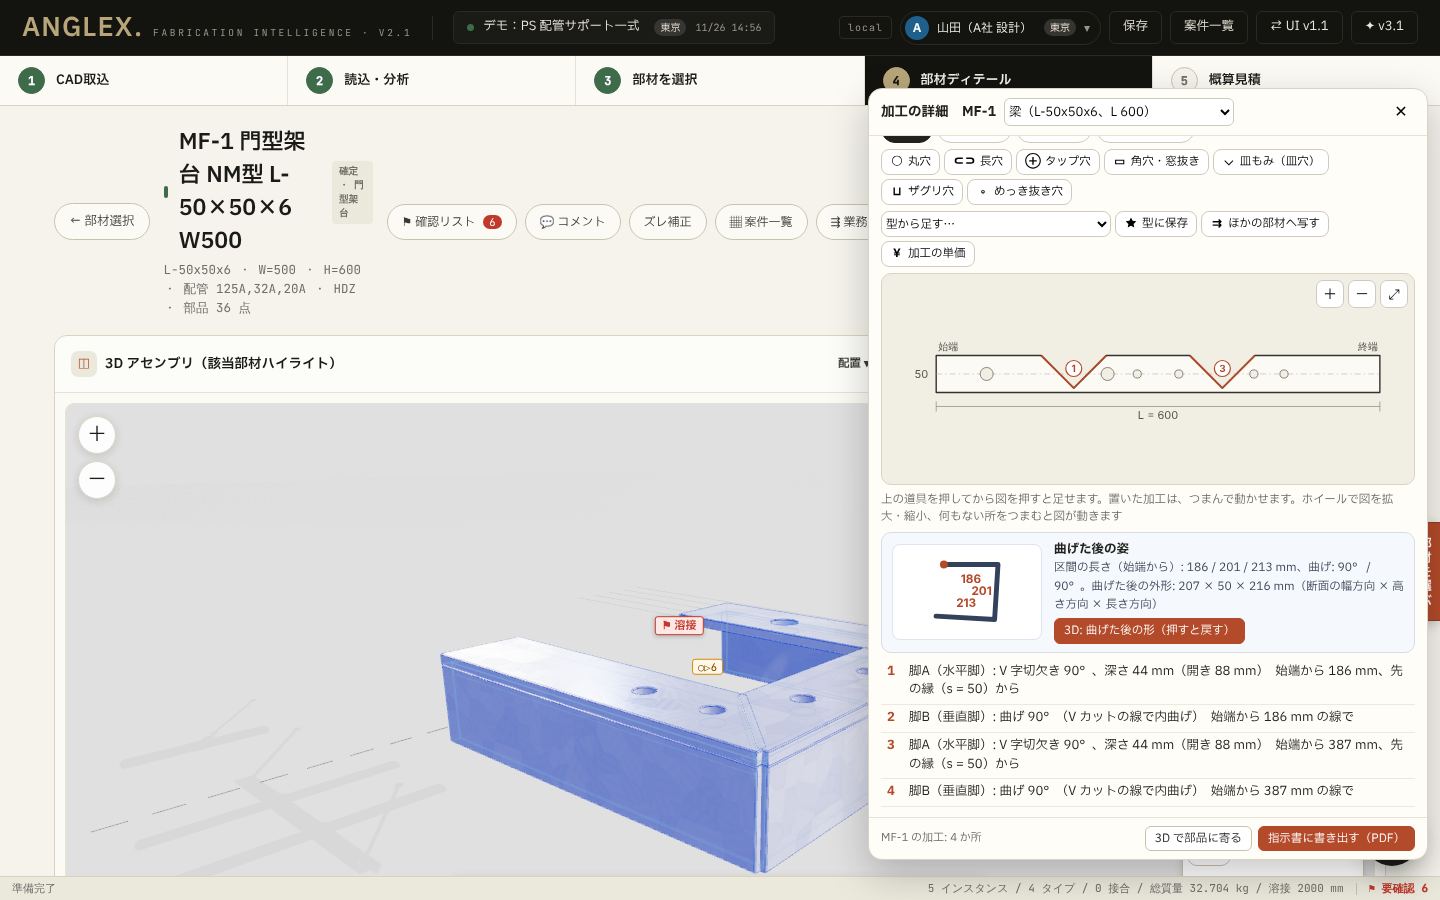 ANGLEX. FABRICATION INTELLIGENCE · V2.1
デモ：PS 配管サポート一式 東京 11/26 14:56
local
A 山田（A社 設計） 東京 ▾
保存
案件一覧
⇄ UI v1.1
✦ v3.1
1 CAD取込
2 読込・分析
3 部材を選択
4 部材ディテール
5 概算見積
← 部材選択
MF-1 門型架
台 NM型 L-
50×50×6
W500
確定
・ 門
型架
台
L-50x50x6 · W=500 · H=600
· 配管 125A,32A,20A · HDZ
· 部品 36 点
確認リスト 6
コメント
ズレ補正
案件一覧
業務
3D アセンブリ（該当部材ハイライト）
配置 ▾
+
−
溶接
6
加工の詳細 MF-1 梁（L-50x50x6、L 600） ✕
丸穴
長穴
タップ穴
角穴・窓抜き
皿もみ（皿穴）
ザグリ穴
めっき抜き穴
型から足す…
★ 型に保存
ほかの部材へ写す
¥ 加工の単価
+ − ⤢
始端
終端
50
1
3
L = 600
上の道具を押してから図を押すと足せます。置いた加工は、つまんで動かせます。ホイールで図を拡
大・縮小、何もない所をつまむと図が動きます
186
201
213
曲げた後の姿
区間の長さ（始端から）: 186 / 201 / 213 mm、曲げ: 90° /
90° 。曲げた後の外形: 207 × 50 × 216 mm（断面の幅方向 × 高
さ方向 × 長さ方向）
3D: 曲げた後の形（押すと戻す）
1 脚A（水平脚）: V 字切欠き 90° 、深さ 44 mm（開き 88 mm） 始端から 186 mm、先
の縁（s = 50）から
2 脚B（垂直脚）: 曲げ 90° （V カットの線で内曲げ） 始端から 186 mm の線で
3 脚A（水平脚）: V 字切欠き 90° 、深さ 44 mm（開き 88 mm） 始端から 387 mm、先
の縁（s = 50）から
4 脚B（垂直脚）: 曲げ 90° （V カットの線で内曲げ） 始端から 387 mm の線で
MF-1 の加工: 4 か所
3D で部品に寄る
指示書に書き出す（PDF）
準備完了
5 インスタンス / 4 タイプ / 0 接合 / 総質量 32.704 kg / 溶接 2000 mm
要確認 6